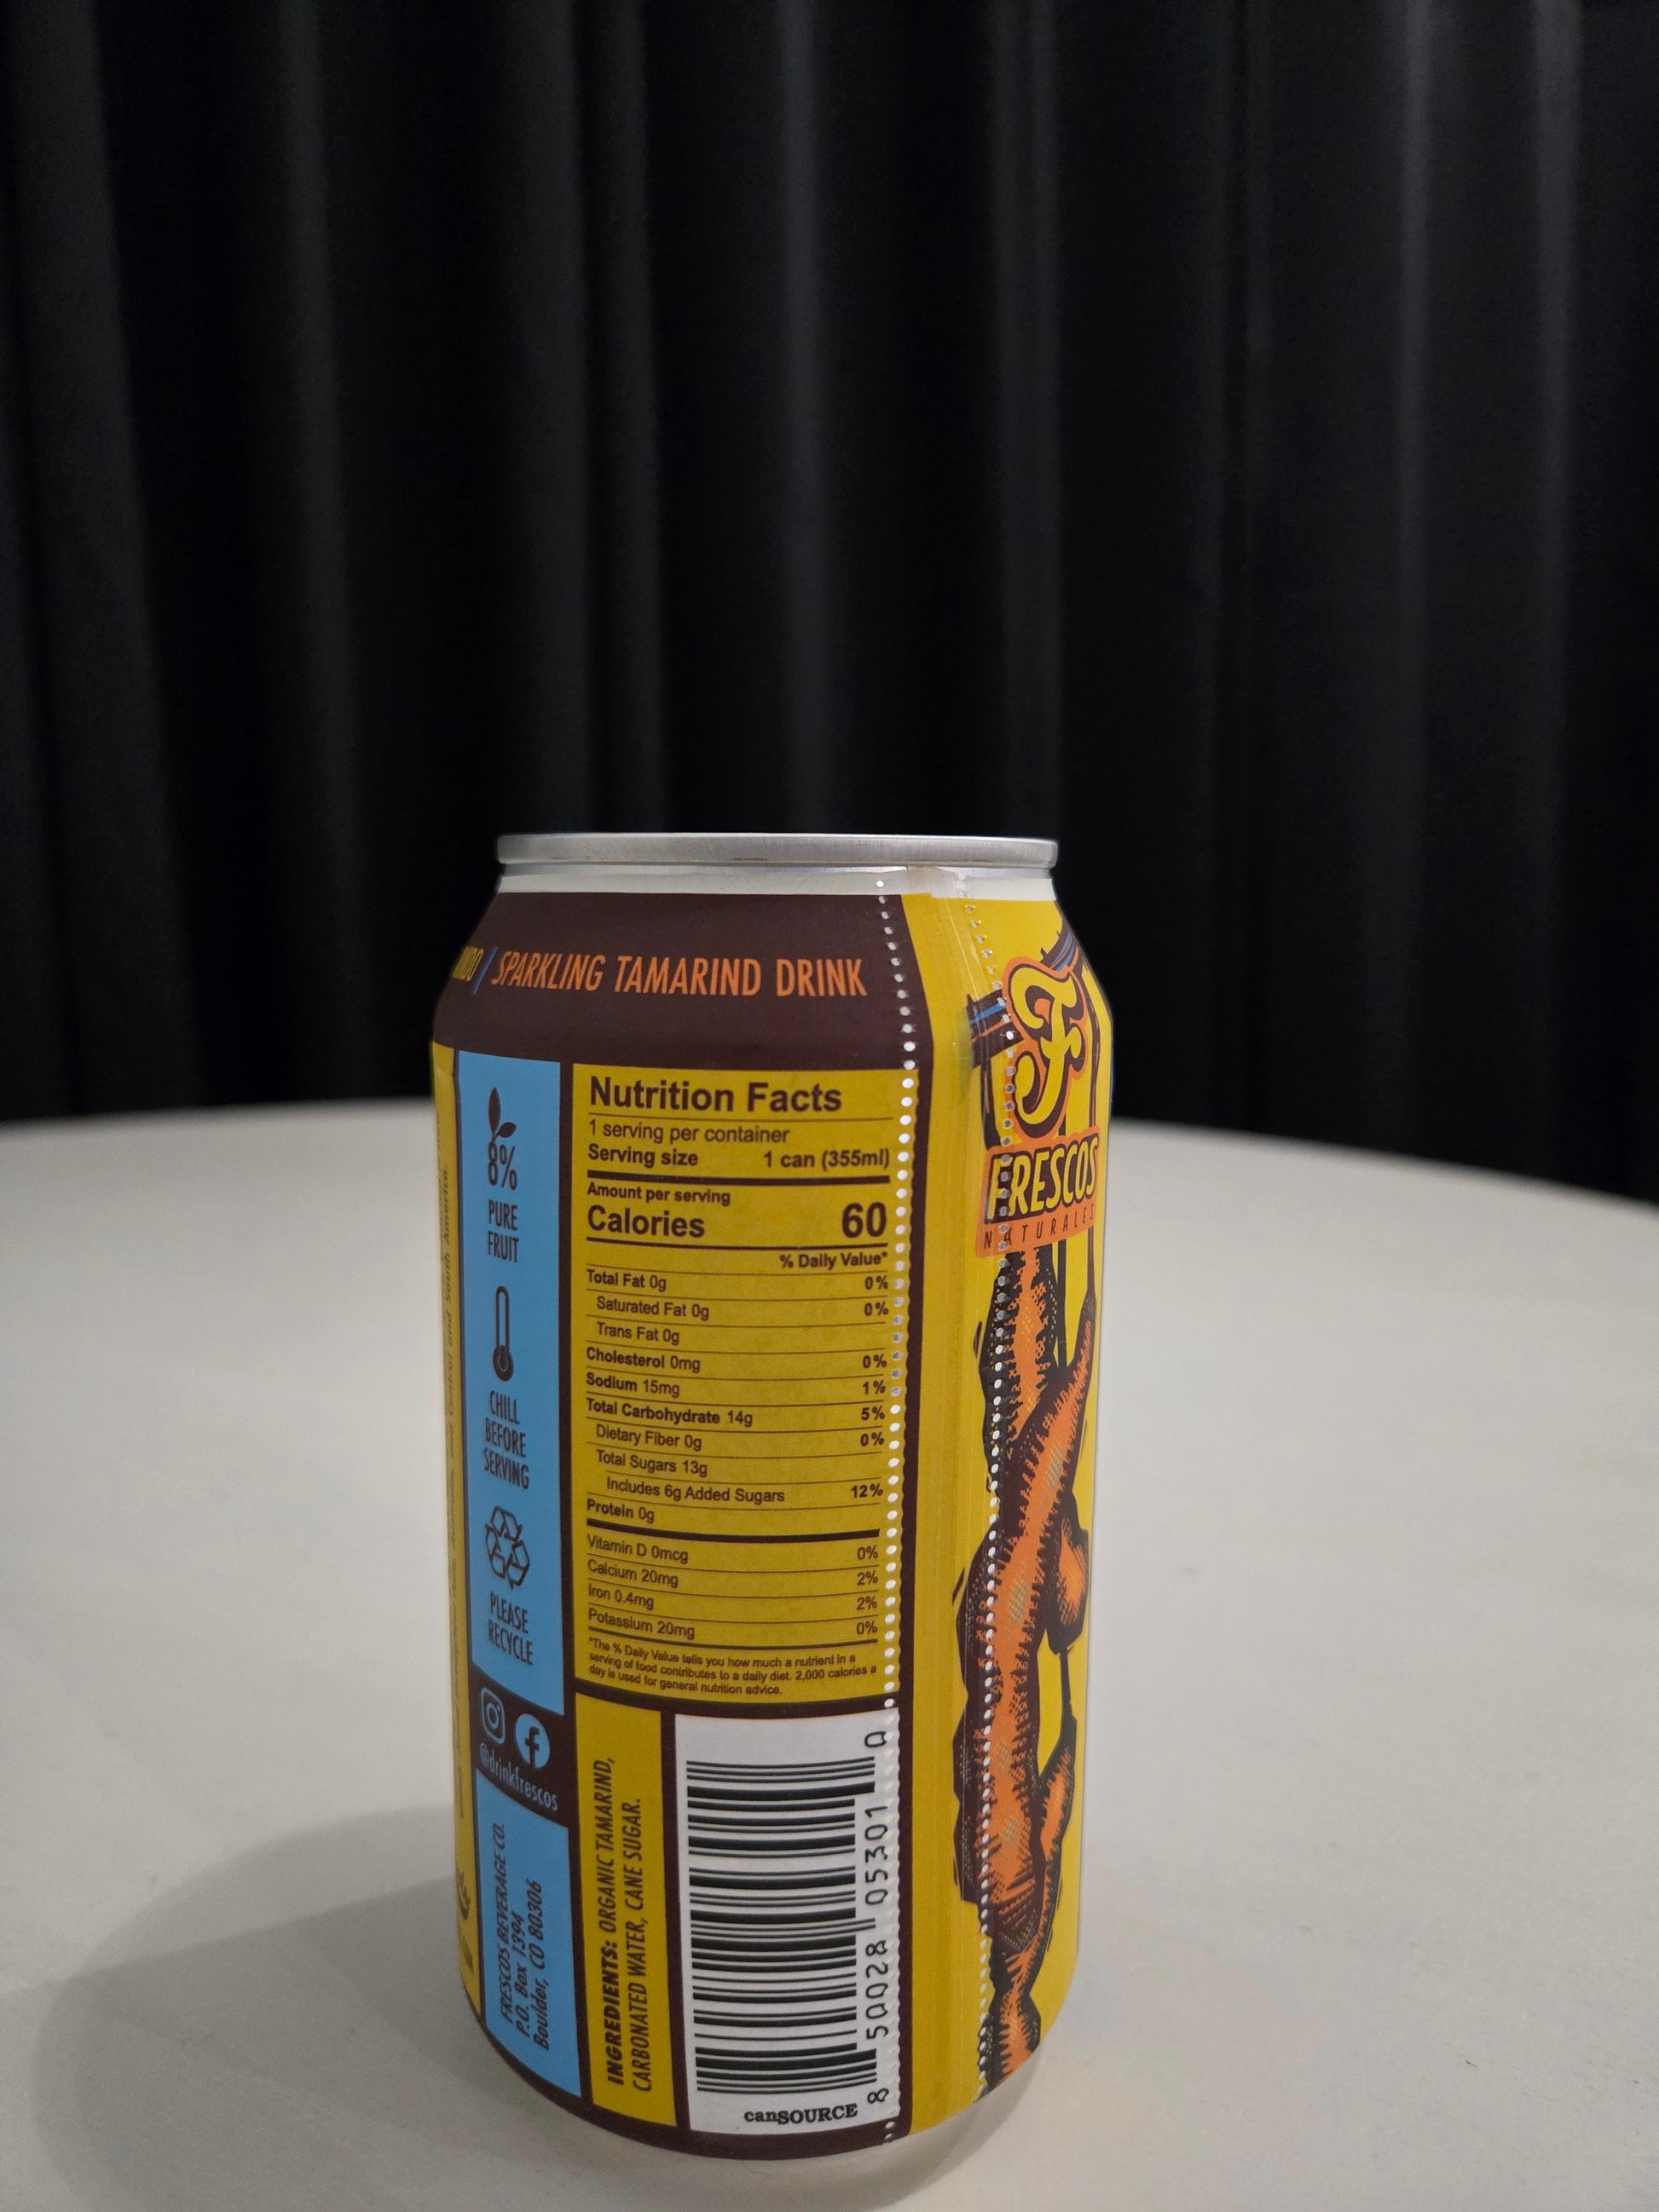 SPARKLING TAMARIND DRINK
8%
PURE
FRUIT
CHILL
BEFORE
SERVING
PLEASE
RECYCLE
@drinkfrescos
FRESCOS BEVERAGE CO.
P.O. Box 1394
Boulder, CO 80306
Nutrition Facts
1 serving per container
Serving size 1 can (355ml)
Amount per serving
Calories 60
% Daily Value*
Total Fat 0g 0%
Saturated Fat 0g 0%
Trans Fat 0g
Cholesterol 0mg 0%
Sodium 15mg 1%
Total Carbohydrate 14g 5%
Dietary Fiber 0g 0%
Total Sugars 13g
Includes 6g Added Sugars 12%
Protein 0g
Vitamin D 0mcg 0%
Calcium 20mg 2%
Iron 0.4mg 2%
Potassium 20mg 0%
*The % Daily Value tells you how much a nutrient in a
serving of food contributes to a daily diet. 2,000 calories a
day is used for general nutrition advice.
INGREDIENTS: ORGANIC TAMARIND,
CARBONATED WATER, CANE SUGAR.
8 50028 05301 0
canSOURCE
F
FRESCOS
NATURALES
and South America.